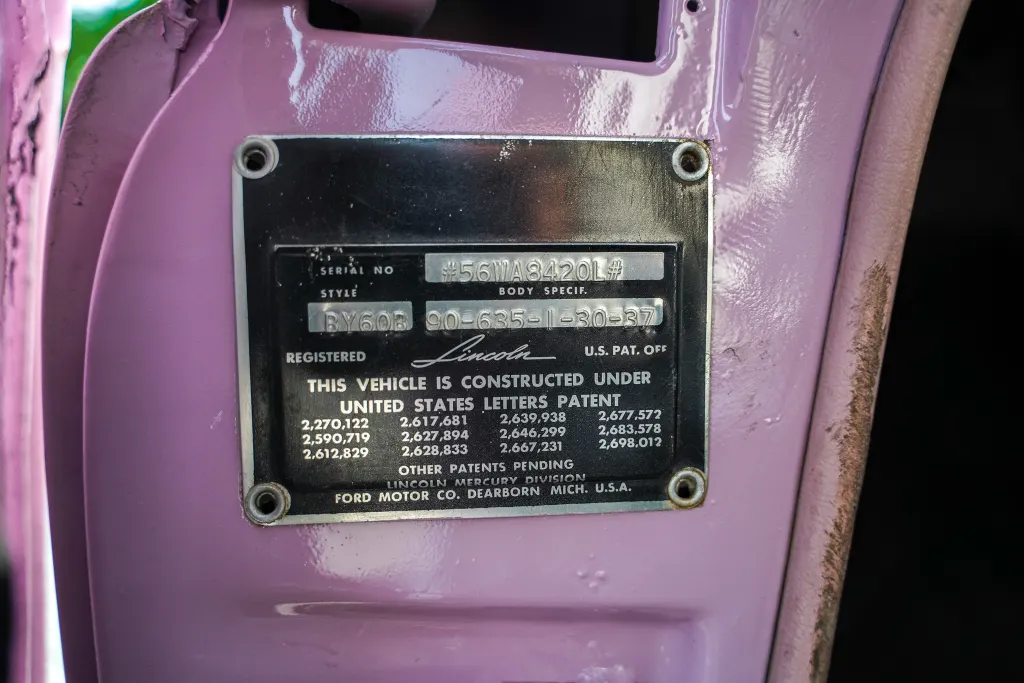 SERIAL NO #56WA8420L#
STYLE BODY SPECIF.
BY60B 90-635-1-30-37
REGISTERED Lincoln U.S. PAT. OFF
THIS VEHICLE IS CONSTRUCTED UNDER
UNITED STATES LETTERS PATENT
2,270,122 2,617,681 2,639,938 2,677,572
2,590,719 2,627,894 2,646,299 2,683,578
2,612,829 2,628,833 2,667,231 2,698,012
OTHER PATENTS PENDING
LINCOLN MERCURY DIVISION
FORD MOTOR CO. DEARBORN MICH. U.S.A.